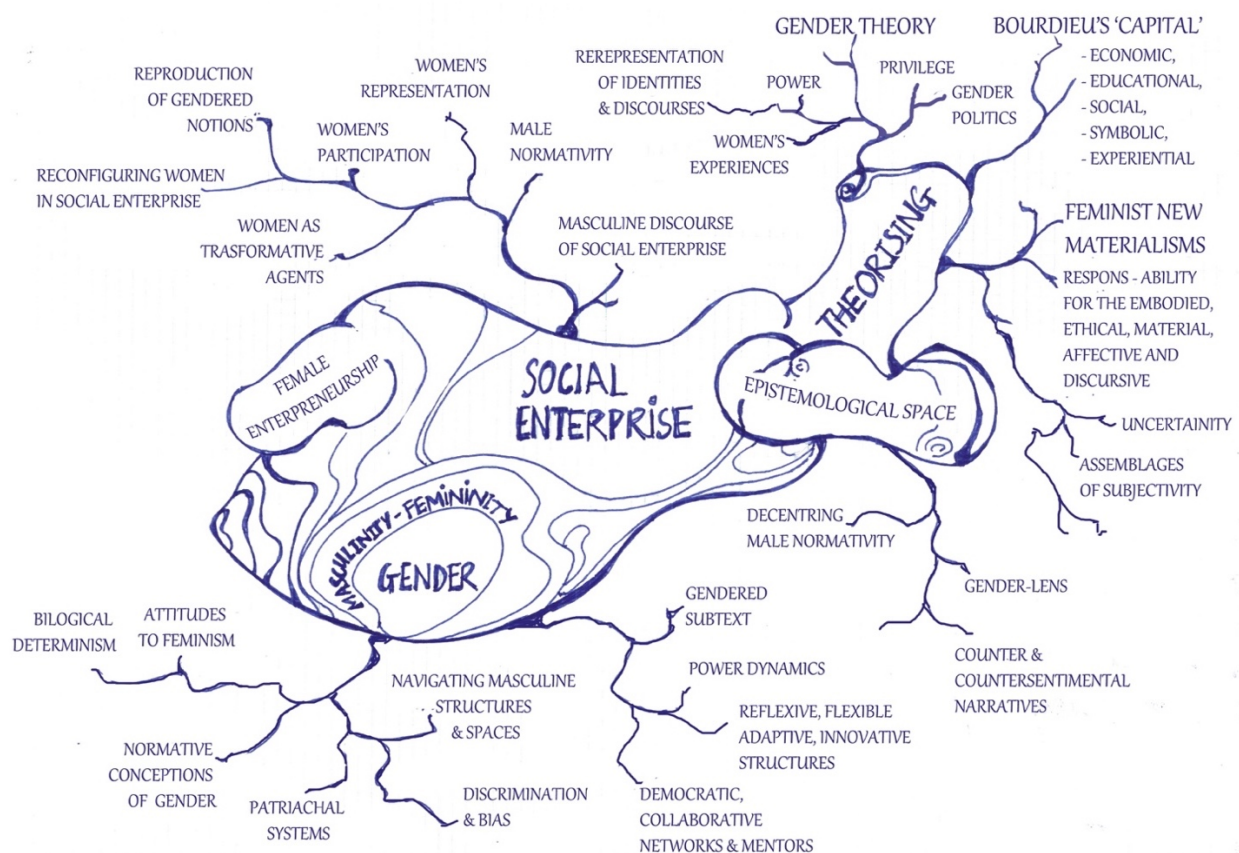 REPRODUCTION
OF GENDERED
NOTIONS
WOMEN'S
REPRESENTATION
WOMEN'S
PARTICIPATION
MALE
NORMATIVITY
RECONFIGURING WOMEN
IN SOCIAL ENTERPRISE
WOMEN AS
TRASFORMATIVE
AGENTS
MASCULINE DISCOURSE
OF SOCIAL ENTERPRISE
GENDER THEORY
REREPRESENTATION
OF IDENTITIES
& DISCOURSES
POWER
PRIVILEGE
GENDER
POLITICS
WOMEN'S
EXPERIENCES
BOURDIEU'S 'CAPITAL'
- ECONOMIC,
- EDUCATIONAL,
- SOCIAL,
- SYMBOLIC,
- EXPERIENTIAL
FEMINIST NEW
MATERIALISMS
RESPONS - ABILITY
FOR THE EMBODIED,
ETHICAL, MATERIAL,
AFFECTIVE AND
DISCURSIVE
UNCERTAINITY
ASSEMBLAGES
OF SUBJECTIVITY
THEORISING
EPISTEMOLOGICAL SPACE
FEMALE
ENTERPRENEURSHIP
SOCIAL
ENTERPRISE
MASCULINITY - FEMININITY
GENDER
DECENTRING
MALE NORMATIVITY
GENDER-LENS
COUNTER &
COUNTERSENTIMENTAL
NARRATIVES
BILOGICAL
DETERMINISM
ATTITUDES
TO FEMINISM
NORMATIVE
CONCEPTIONS
OF GENDER
PATRIACHAL
SYSTEMS
NAVIGATING MASCULINE
STRUCTURES
& SPACES
DISCRIMINATION
& BIAS
GENDERED
SUBTEXT
POWER DYNAMICS
REFLEXIVE, FLEXIBLE
ADAPTIVE, INNOVATIVE
STRUCTURES
DEMOCRATIC,
COLLABORATIVE
NETWORKS & MENTORS